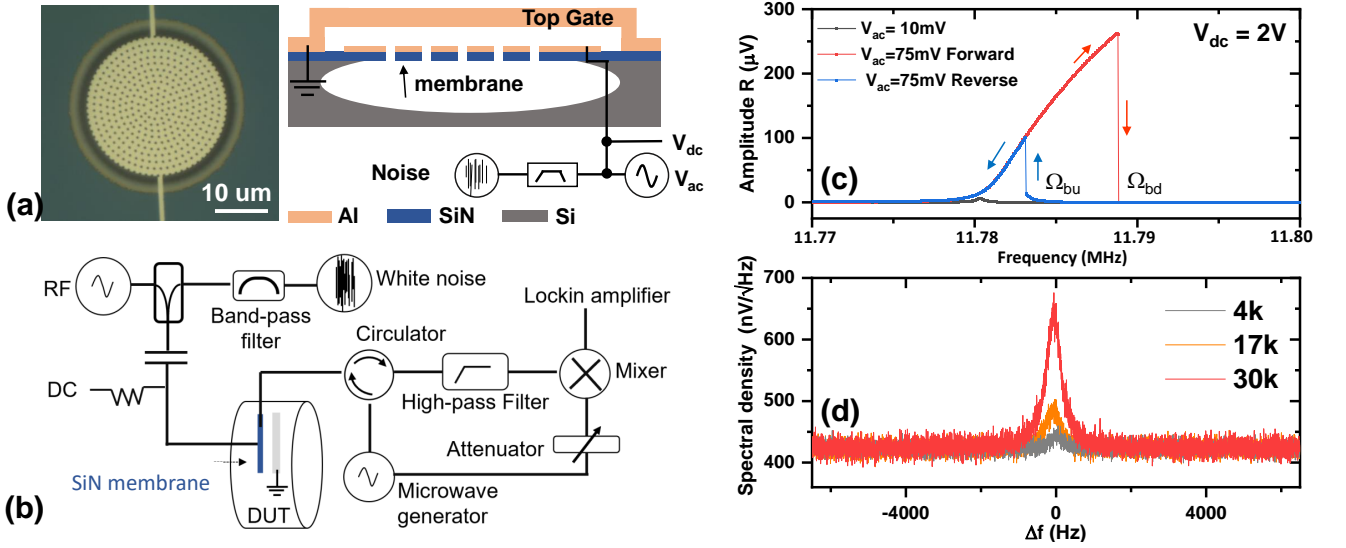 (a)
10 um
Top Gate
membrane
V_dc
Noise
V_ac
Al
SiN
Si
(b)
RF
White noise
Band-pass
filter
DC
SiN membrane
DUT
Circulator
High-pass Filter
Lockin amplifier
Mixer
Attenuator
Microwave
generator
(c)
300
200
100
0
Amplitude R (μV)
V_ac= 10mV
V_ac=75mV Forward
V_ac=75mV Reverse
V_dc = 2V
Ω_bu
Ω_bd
11.77
11.78
11.79
11.80
Frequency (MHz)
(d)
700
600
500
400
Spectral density (nV/√Hz)
4k
17k
30k
-4000
0
4000
Δf (Hz)